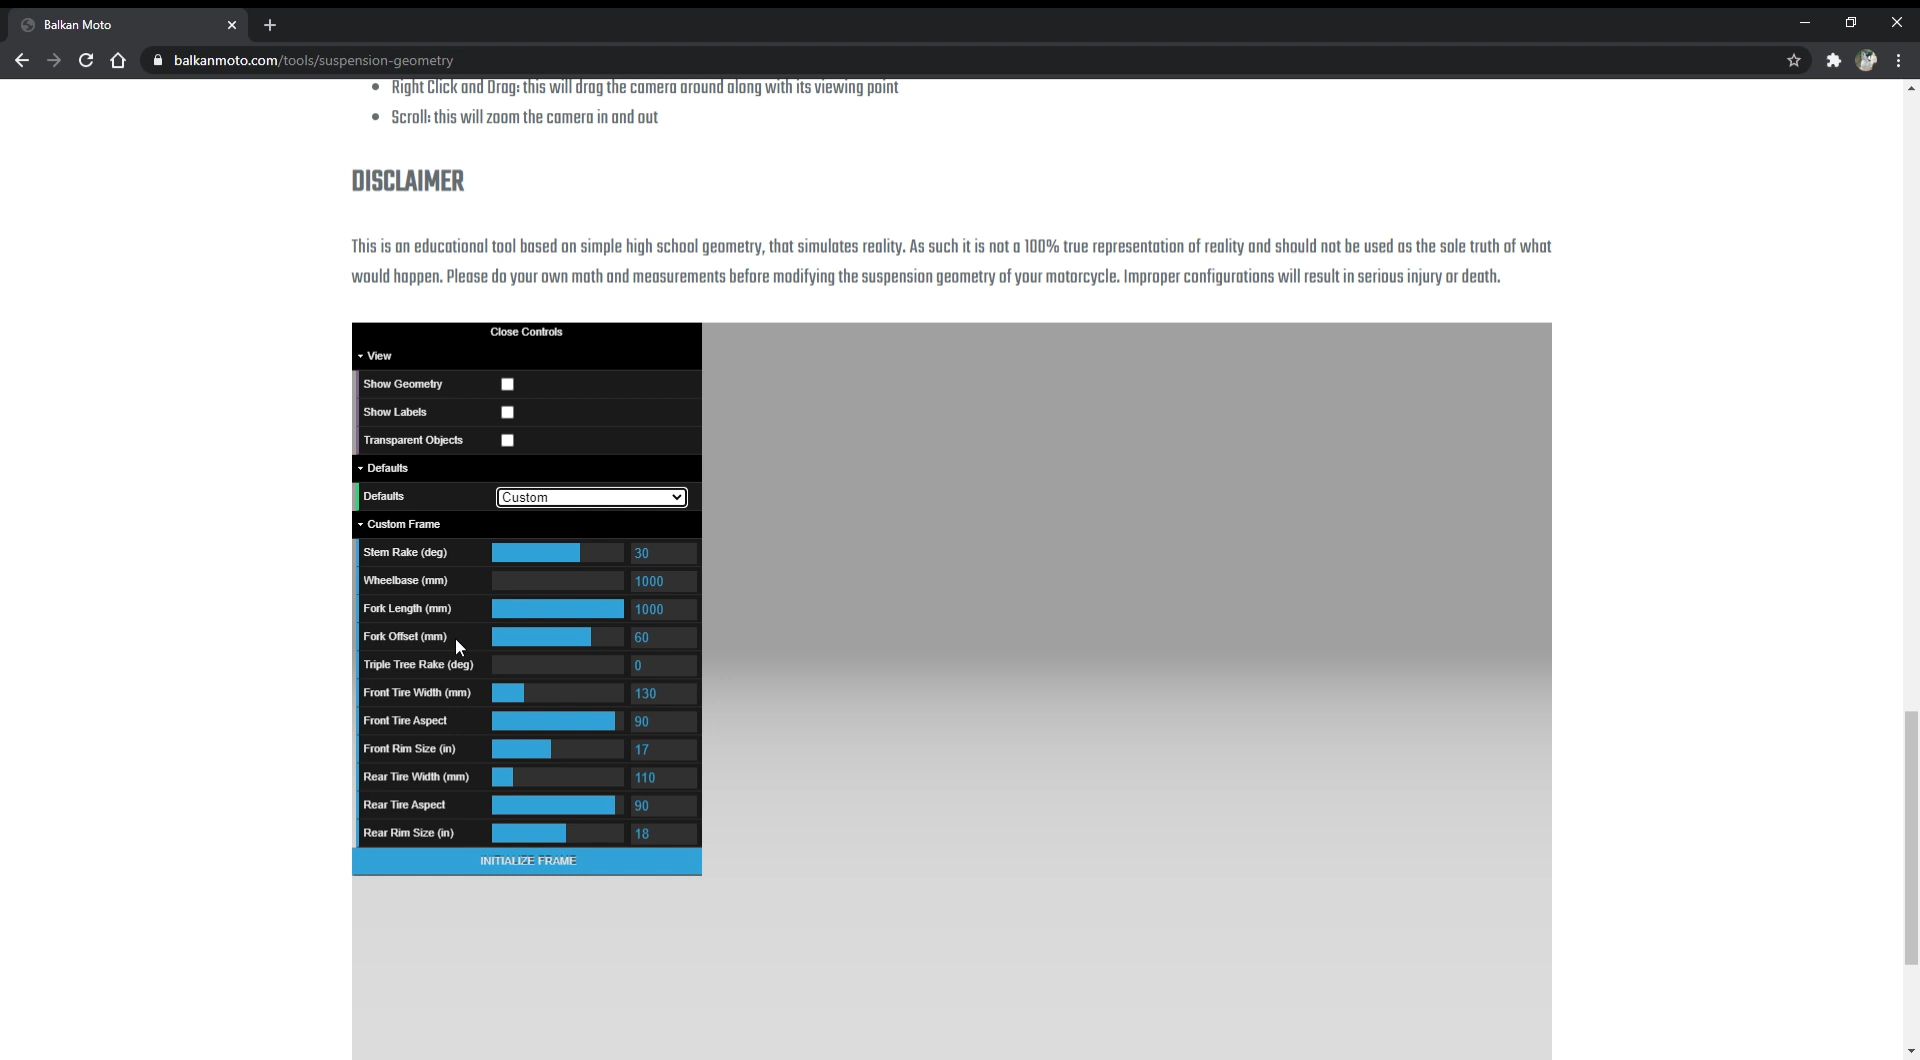 Balkan Moto
balkanmoto.com/tools/suspension-geometry
Right Click and Drag: this will drag the camera around along with its viewing point
Scroll: this will zoom the camera in and out
DISCLAIMER
This is an educational tool based on simple high school geometry, that simulates reality. As such it is not a 100% true representation of reality and should not be used as the sole truth of what
would happen. Please do your own math and measurements before modifying the suspension geometry of your motorcycle. Improper configurations will result in serious injury or death.
Close Controls
View
Show Geometry
Show Labels
Transparent Objects
Defaults
Defaults Custom
Custom Frame
Stem Rake (deg) 30
Wheelbase (mm) 1000
Fork Length (mm) 1000
Fork Offset (mm) 60
Triple Tree Rake (deg) 0
Front Tire Width (mm) 130
Front Tire Aspect 90
Front Rim Size (in) 17
Rear Tire Width (mm) 110
Rear Tire Aspect 90
Rear Rim Size (in) 18
INITIALIZE FRAME